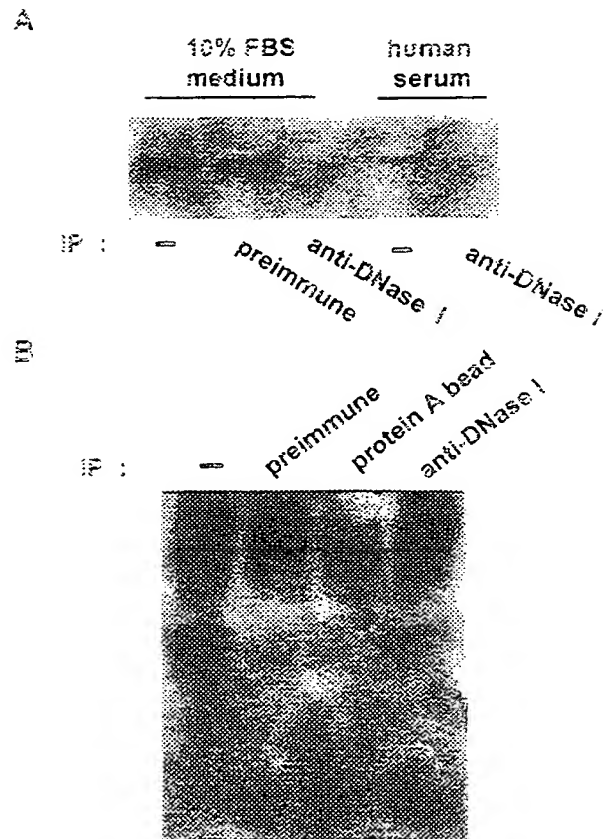 A
10% FBS human
medium serum
IP : – preimmune anti-DNase I – anti-DNase I
B
IP : – preimmune protein A bead anti-DNase I